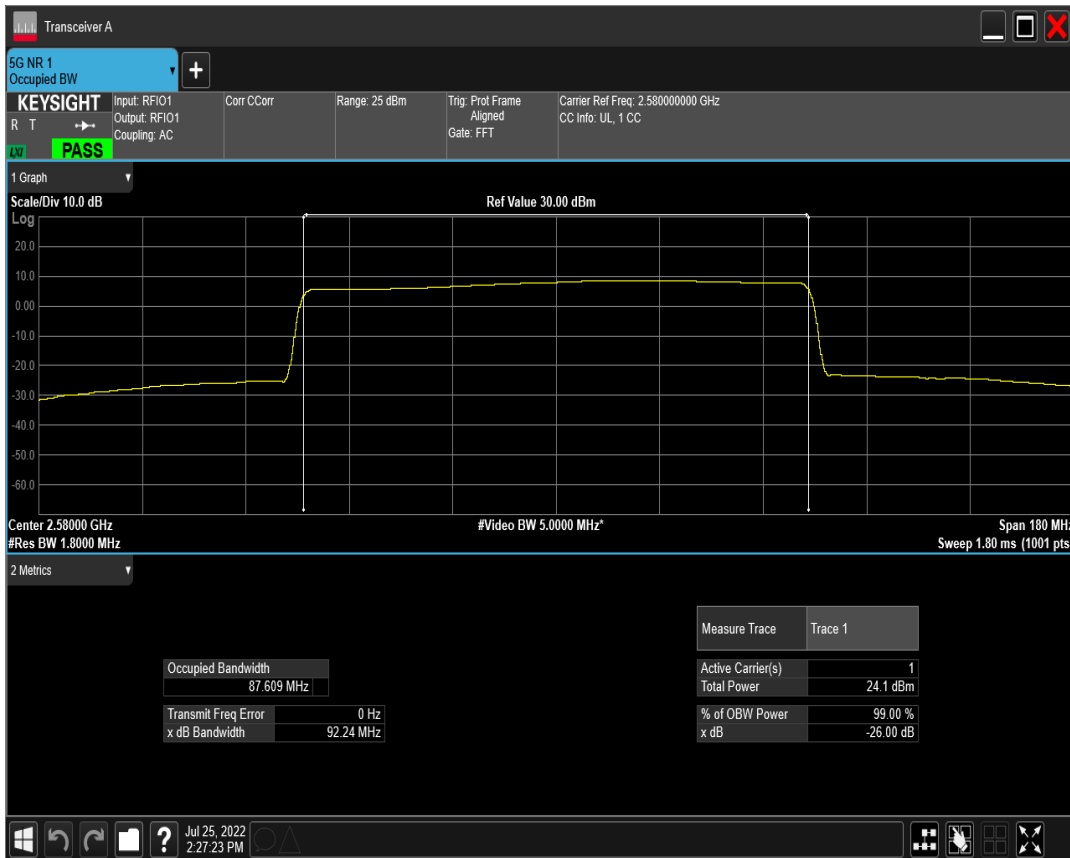 Transceiver A
5G NR 1
Occupied BW
+
KEYSIGHT
R T
LXI
PASS
Input: RFIO1
Output: RFIO1
Coupling: AC
Corr CCorr
Range: 25 dBm
Trig: Prot Frame
Aligned
Gate: FFT
Carrier Ref Freq: 2.580000000 GHz
CC Info: UL, 1 CC
1 Graph
Scale/Div 10.0 dB
Ref Value 30.00 dBm
Log
20.0
10.0
0.00
-10.0
-20.0
-30.0
-40.0
-50.0
-60.0
Center 2.58000 GHz
#Video BW 5.0000 MHz*
Span 180 MHz
#Res BW 1.8000 MHz
Sweep 1.80 ms (1001 pts
2 Metrics
Measure Trace Trace 1
Occupied Bandwidth
87.609 MHz
Active Carrier(s) 1
Total Power 24.1 dBm
Transmit Freq Error 0 Hz
x dB Bandwidth 92.24 MHz
% of OBW Power 99.00 %
x dB -26.00 dB
?
Jul 25, 2022
2:27:23 PM